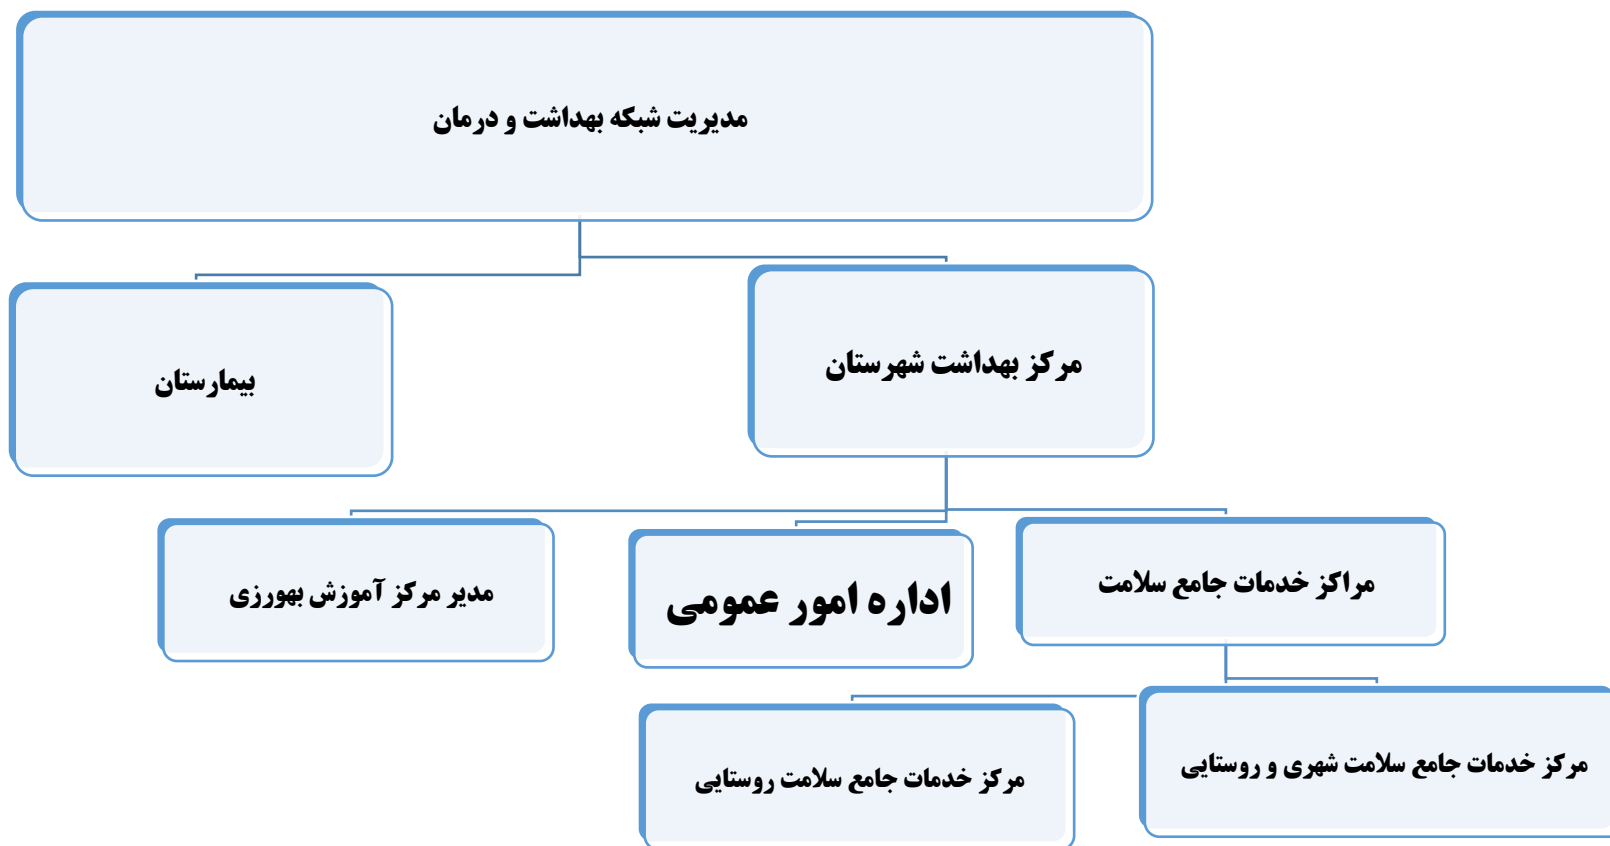 مدیریت شبکه بهداشت و درمان
مرکز بهداشت شهرستان
بیمارستان
مراکز خدمات جامع سلامت
اداره امور عمومی
مدیر مرکز آموزش بهورزی
مرکز خدمات جامع سلامت شهری و روستایی
مرکز خدمات جامع سلامت روستایی